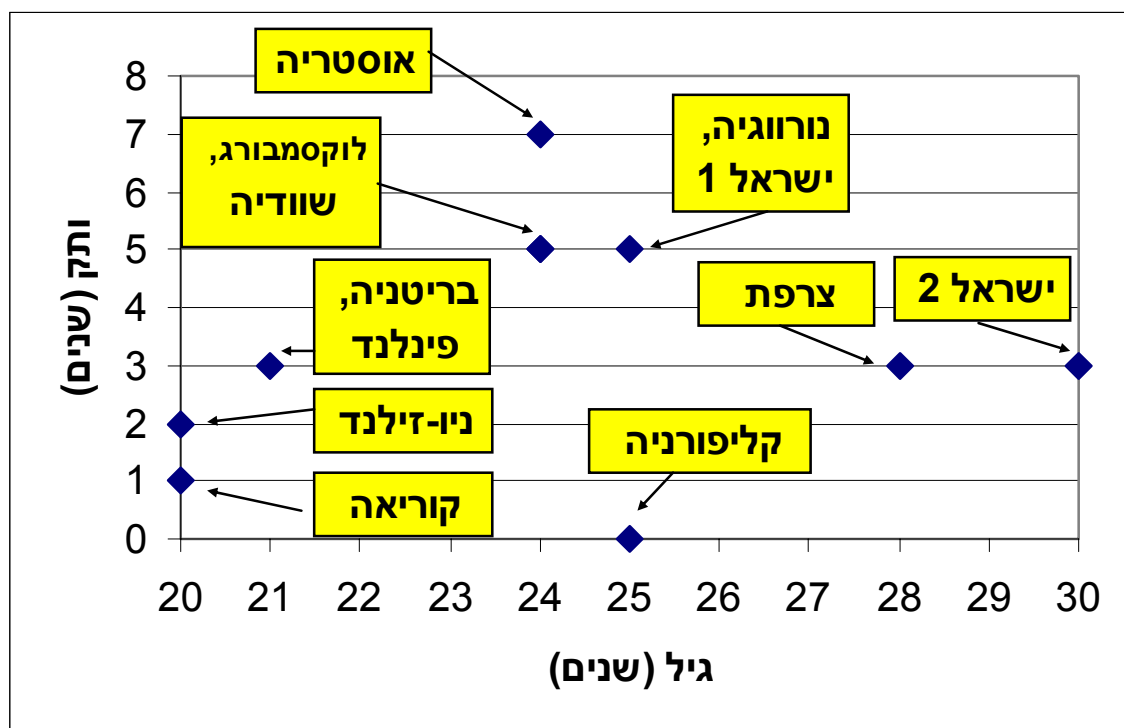 אוסטריה
נורווגיה,
ישראל 1
לוקסמבורג,
שוודיה
בריטניה,
פינלנד
צרפת
ישראל 2
ניו-זילנד
קליפורניה
קוריאה
8
7
6
5
4
3
2
1
0
ותק (שנים)
20 21 22 23 24 25 26 27 28 29 30
גיל (שנים)